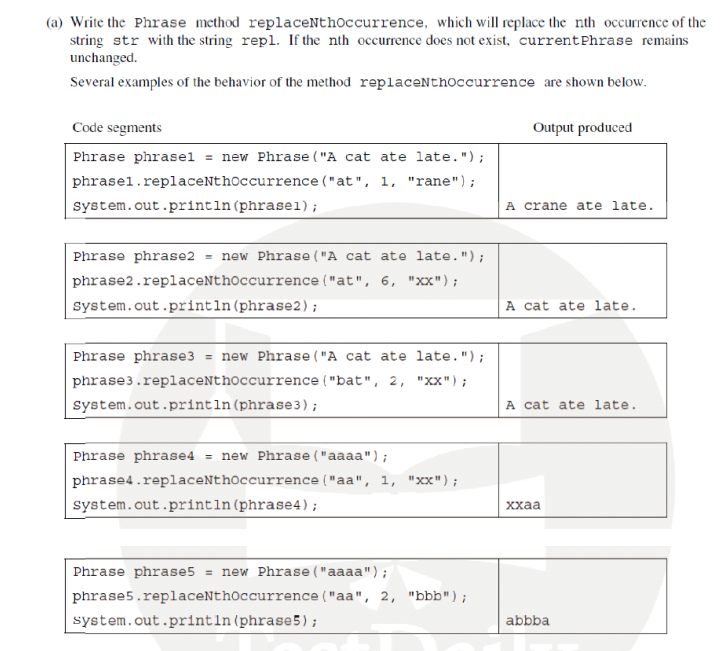 (a) Write the Phrase method replaceNthOccurrence, which will replace the nth occurrence of the
string str with the string repl. If the nth occurrence does not exist, currentPhrase remains
unchanged.
Several examples of the behavior of the method replaceNthOccurrence are shown below.
Code segments Output produced
Phrase phrase1 = new Phrase("A cat ate late.");
phrase1.replaceNthOccurrence("at", 1, "rane");
System.out.println(phrase1); A crane ate late.
Phrase phrase2 = new Phrase("A cat ate late.");
phrase2.replaceNthOccurrence("at", 6, "xx");
System.out.println(phrase2); A cat ate late.
Phrase phrase3 = new Phrase("A cat ate late.");
phrase3.replaceNthOccurrence("bat", 2, "xx");
System.out.println(phrase3); A cat ate late.
Phrase phrase4 = new Phrase("aaaa");
phrase4.replaceNthOccurrence("aa", 1, "xx");
System.out.println(phrase4); xxaa
Phrase phrase5 = new Phrase("aaaa");
phrase5.replaceNthOccurrence("aa", 2, "bbb");
System.out.println(phrase5); abbba